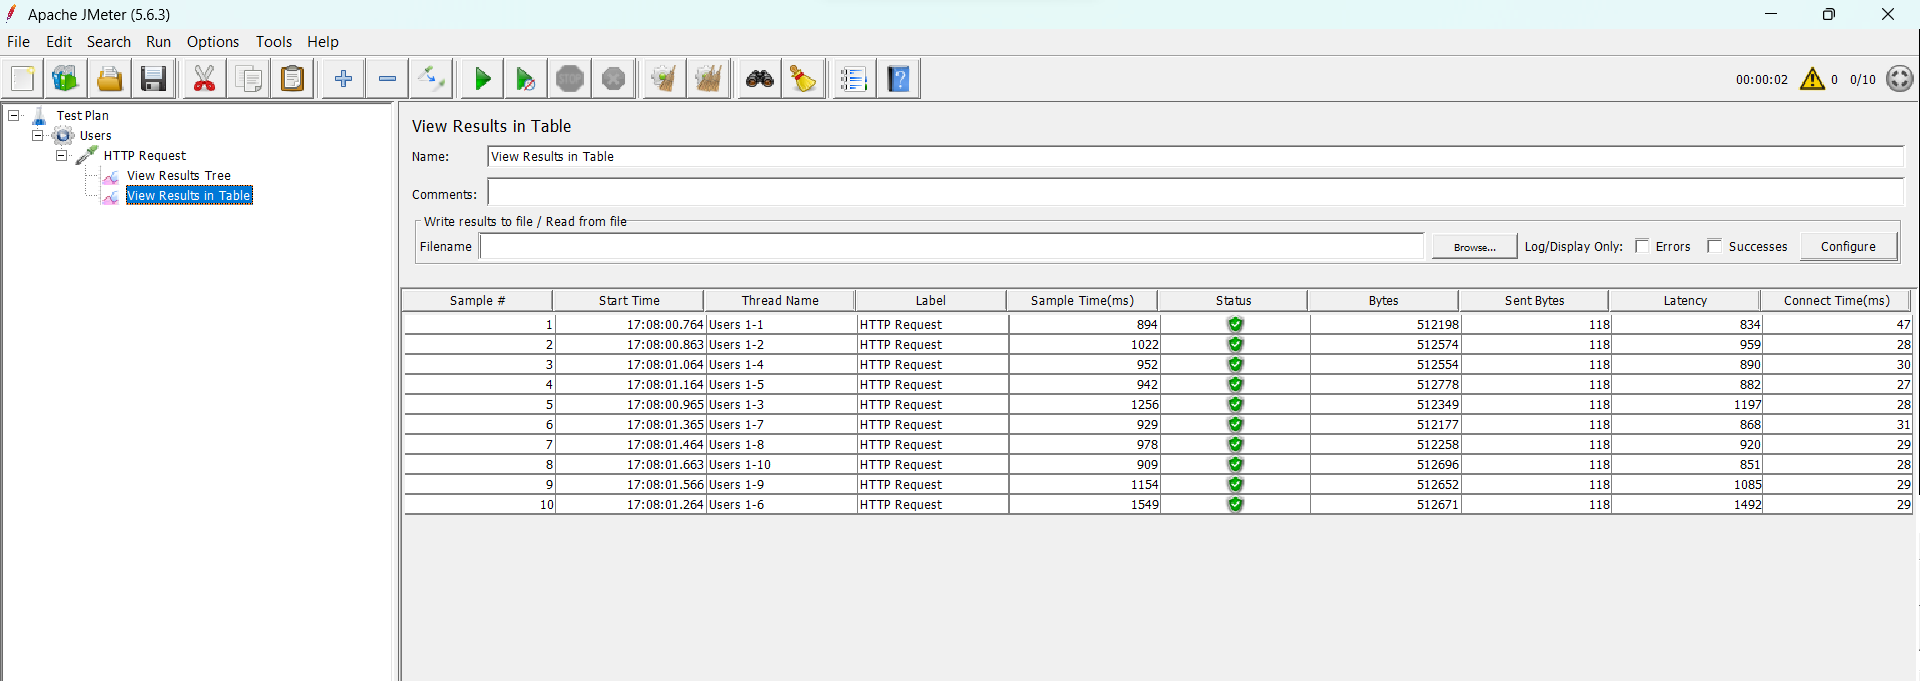 Apache JMeter (5.6.3)
File Edit Search Run Options Tools Help
STOP
00:00:02 0 0/10
Test Plan
Users
HTTP Request
View Results Tree
View Results in Table
View Results in Table
Name: View Results in Table
Comments:
Write results to file / Read from file
Filename Browse... Log/Display Only: Errors Successes Configure
Sample # Start Time Thread Name Label Sample Time(ms) Status Bytes Sent Bytes Latency Connect Time(ms)
1 17:08:00.764 Users 1-1 HTTP Request 894 512198 118 834 47
2 17:08:00.863 Users 1-2 HTTP Request 1022 512574 118 959 28
3 17:08:01.064 Users 1-4 HTTP Request 952 512554 118 890 30
4 17:08:01.164 Users 1-5 HTTP Request 942 512778 118 882 27
5 17:08:00.965 Users 1-3 HTTP Request 1256 512349 118 1197 28
6 17:08:01.365 Users 1-7 HTTP Request 929 512177 118 868 31
7 17:08:01.464 Users 1-8 HTTP Request 978 512258 118 920 29
8 17:08:01.663 Users 1-10 HTTP Request 909 512696 118 851 28
9 17:08:01.566 Users 1-9 HTTP Request 1154 512652 118 1085 29
10 17:08:01.264 Users 1-6 HTTP Request 1549 512671 118 1492 29